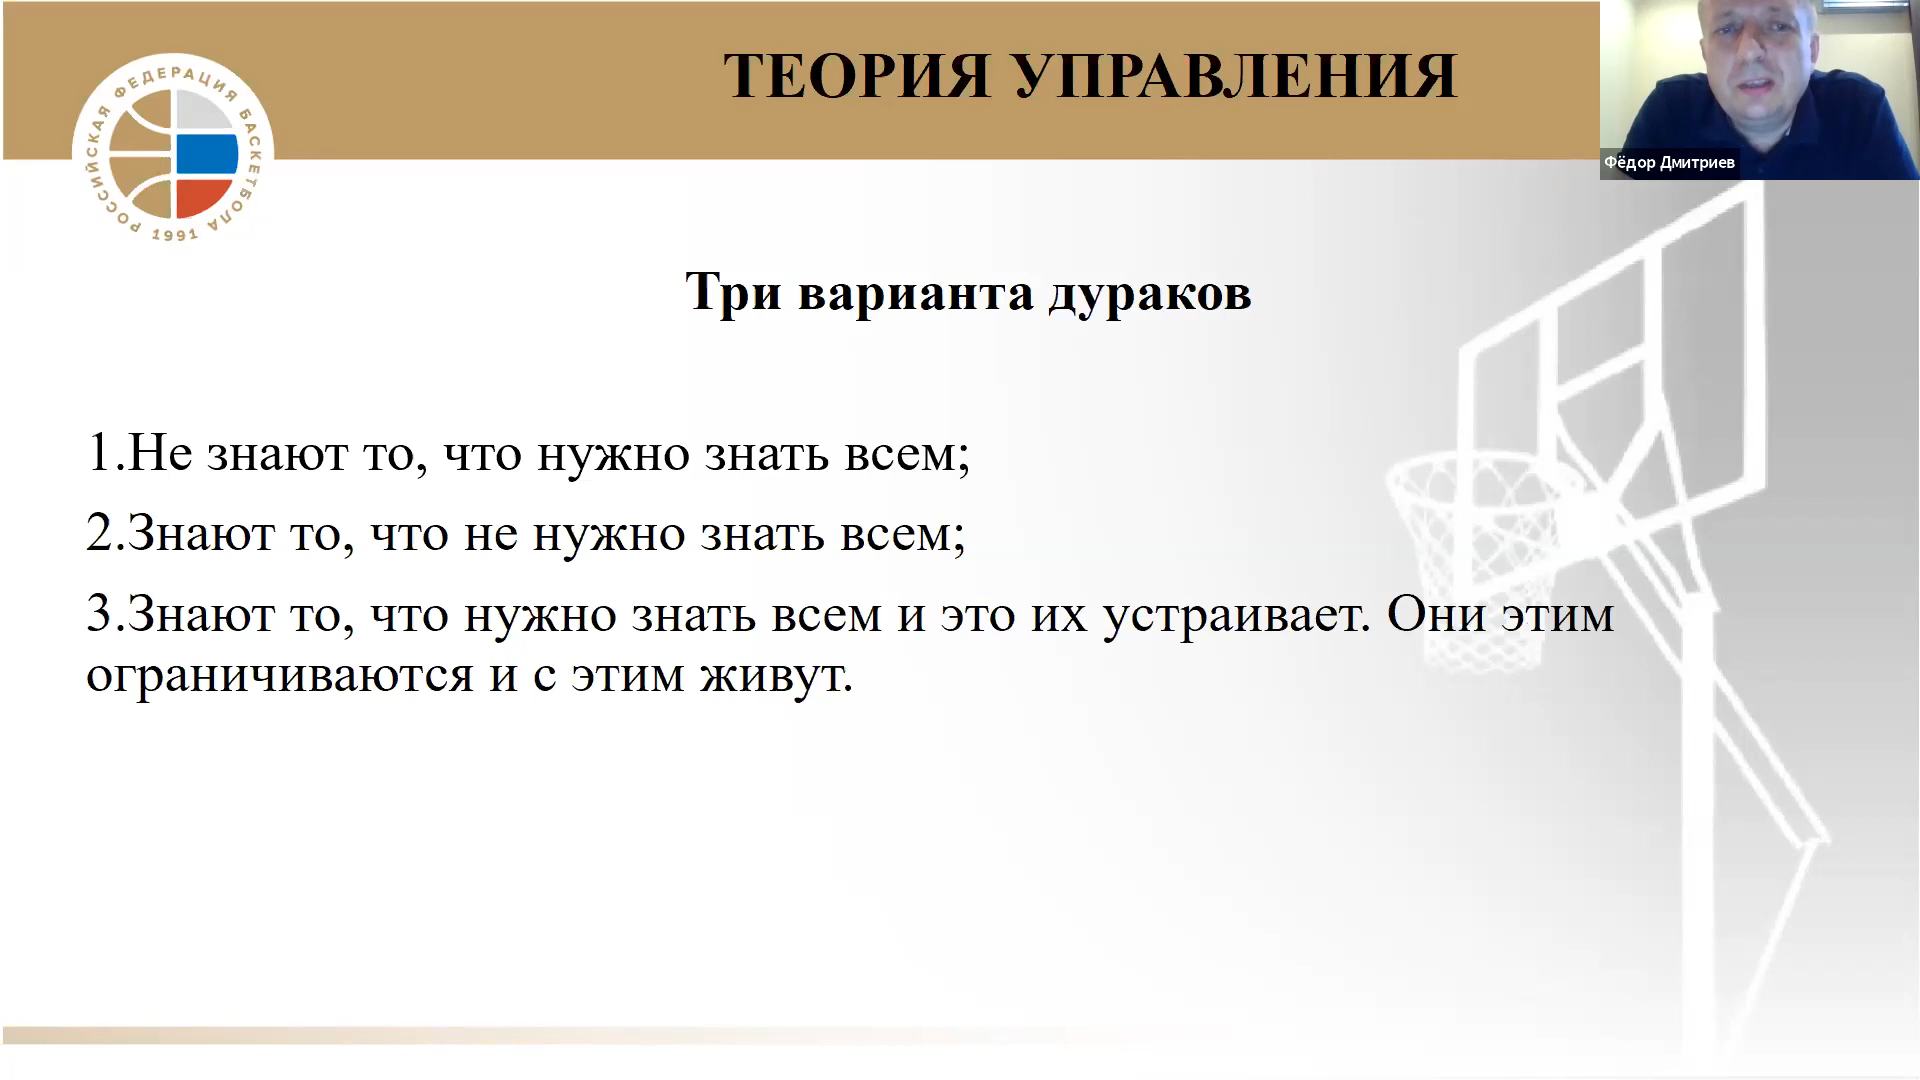 ТЕОРИЯ УПРАВЛЕНИЯ
РОССИЙСКАЯ ФЕДЕРАЦИЯ БАСКЕТБОЛА
1991
Фёдор Дмитриев
Три варианта дураков
1.Не знают то, что нужно знать всем;
2.Знают то, что не нужно знать всем;
3.Знают то, что нужно знать всем и это их устраивает. Они этим
ограничиваются и с этим живут.